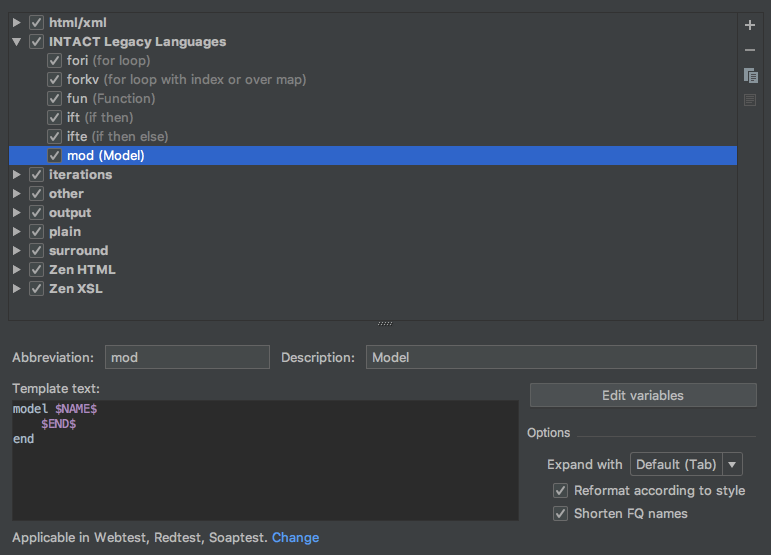 html/xml
INTACT Legacy Languages
fori (for loop)
forkv (for loop with index or over map)
fun (Function)
ift (if then)
ifte (if then else)
mod (Model)
iterations
other
output
plain
surround
Zen HTML
Zen XSL
Abbreviation: mod Description: Model
Template text:
Edit variables
model $NAME$
$END$
end
Options
Expand with Default (Tab)
Reformat according to style
Shorten FQ names
Applicable in Webtest, Redtest, Soaptest. Change